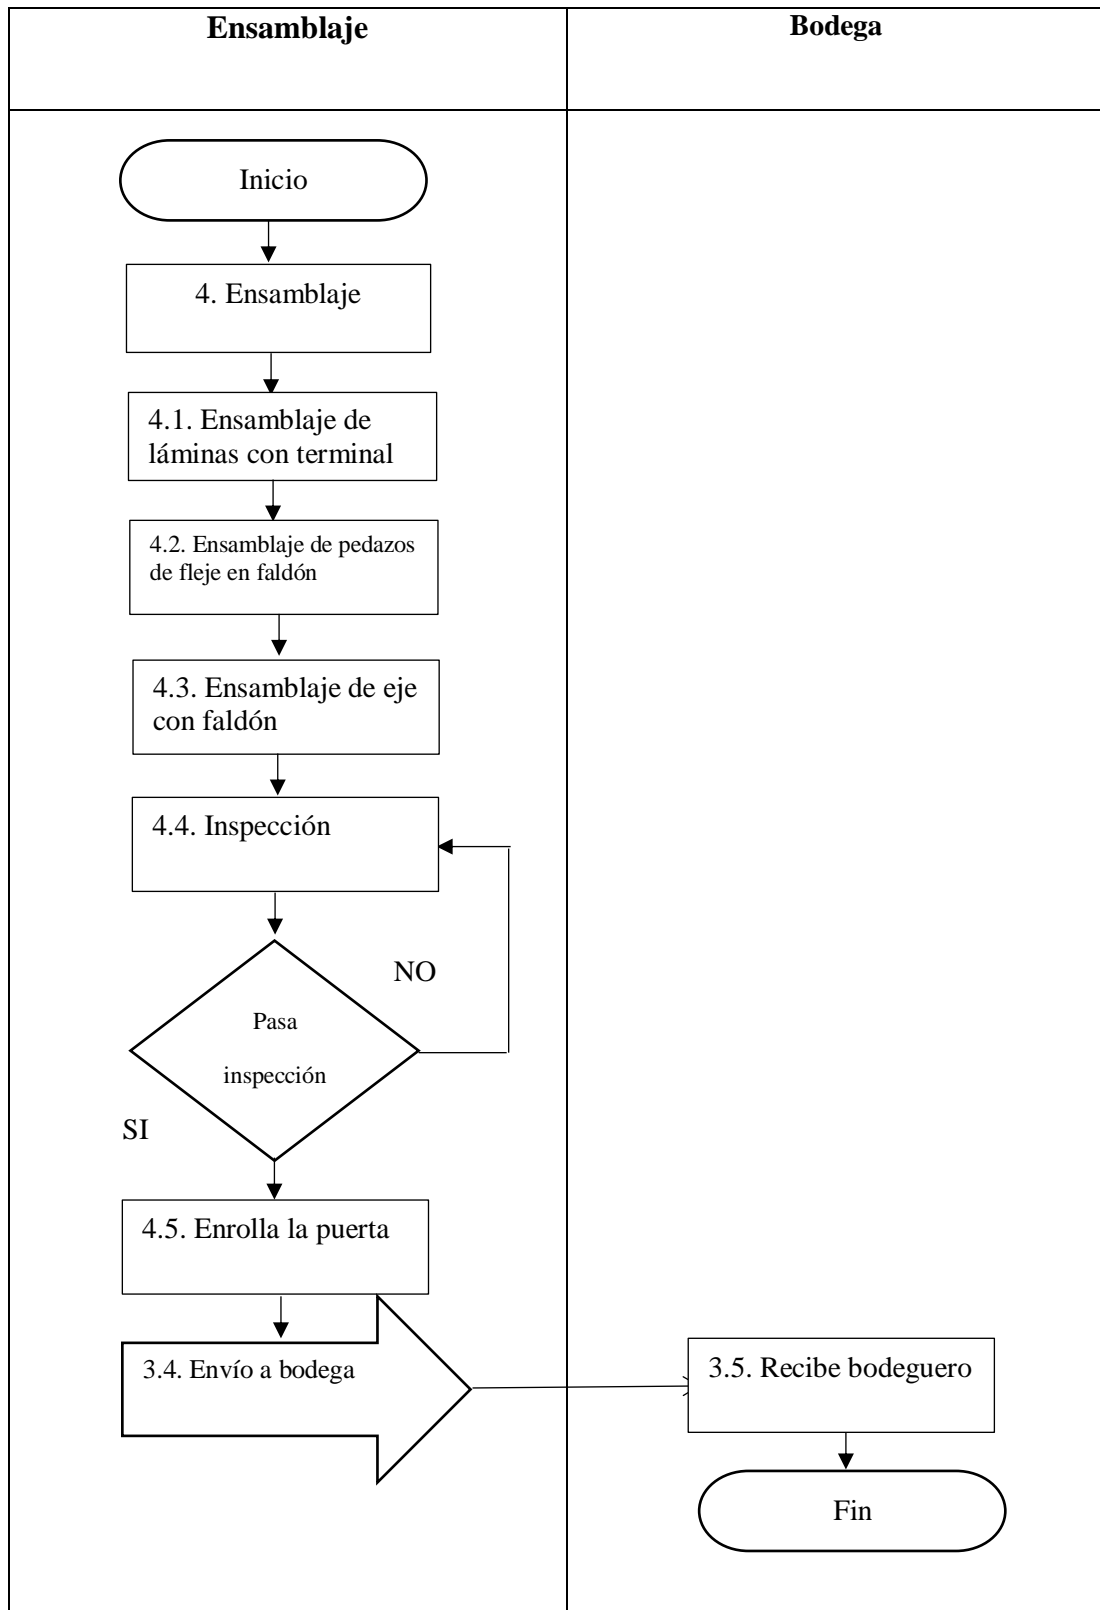 Ensamblaje
Bodega
Inicio
4. Ensamblaje
4.1. Ensamblaje de
láminas con terminal
4.2. Ensamblaje de pedazos
de fleje en faldón
4.3. Ensamblaje de eje
con faldón
4.4. Inspección
NO
Pasa
inspección
SI
4.5. Enrolla la puerta
3.4. Envío a bodega
3.5. Recibe bodeguero
Fin